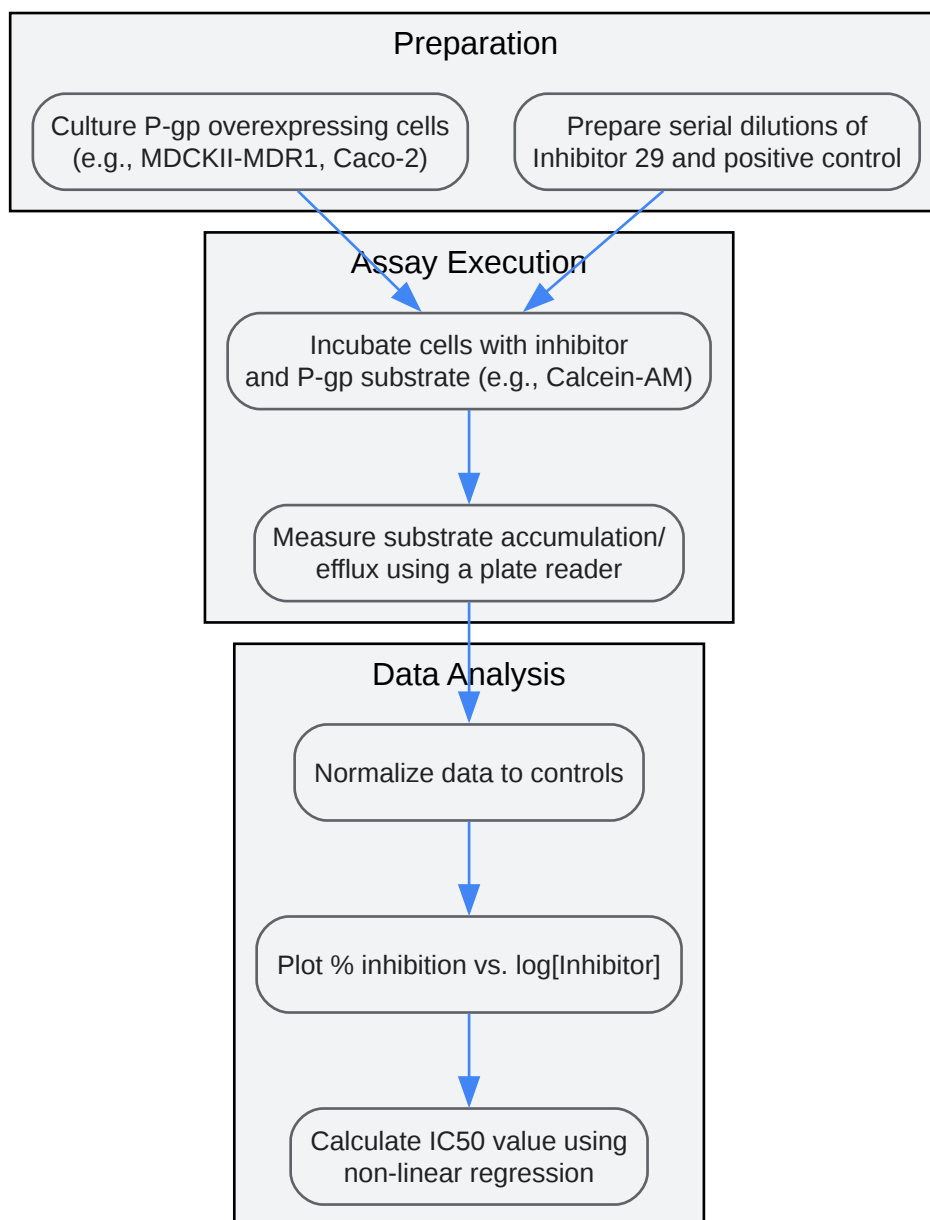 Preparation
Culture P-gp overexpressing cells
(e.g., MDCKII-MDR1, Caco-2)
Prepare serial dilutions of
Inhibitor 29 and positive control
Assay Execution
Incubate cells with inhibitor
and P-gp substrate (e.g., Calcein-AM)
Measure substrate accumulation/
efflux using a plate reader
Data Analysis
Normalize data to controls
Plot % inhibition vs. log[Inhibitor]
Calculate IC50 value using
non-linear regression